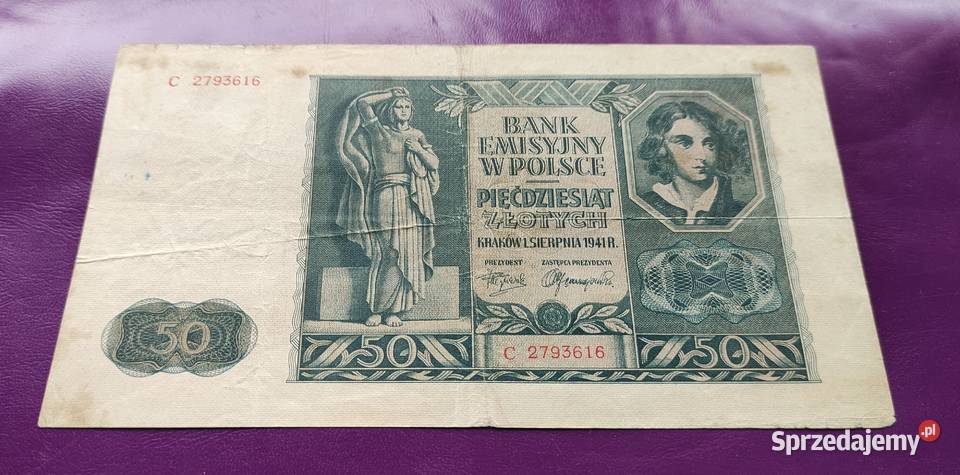 C 2793616
BANK
EMISYJNY
W POLSCE
PIĘĆDZIESIĄT
ZŁOTYCH
KRAKÓW 1. SIERPNIA 1941 R.
PREZYDENT ZASTĘPCA PREZYDENTA
50
50
C 2793616
50
Sprzedajemy.pl